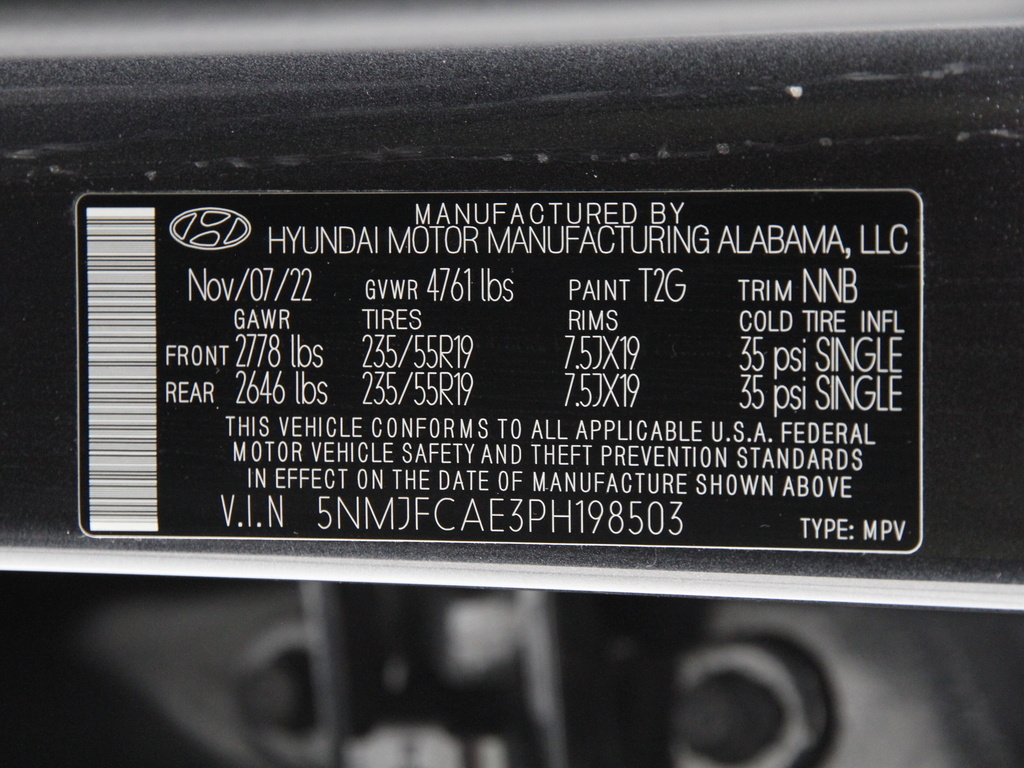 MANUFACTURED BY
HYUNDAI MOTOR MANUFACTURING ALABAMA, LLC
Nov/07/22 GVWR 4761 lbs PAINT T2G TRIM NNB
GAWR TIRES RIMS COLD TIRE INFL
FRONT 2778 lbs 235/55R19 7.5JX19 35 psi SINGLE
REAR 2646 lbs 235/55R19 7.5JX19 35 psi SINGLE
THIS VEHICLE CONFORMS TO ALL APPLICABLE U.S.A. FEDERAL
MOTOR VEHICLE SAFETY AND THEFT PREVENTION STANDARDS
IN EFFECT ON THE DATE OF MANUFACTURE SHOWN ABOVE
V.I.N 5NMJFCAE3PH198503 TYPE: MPV